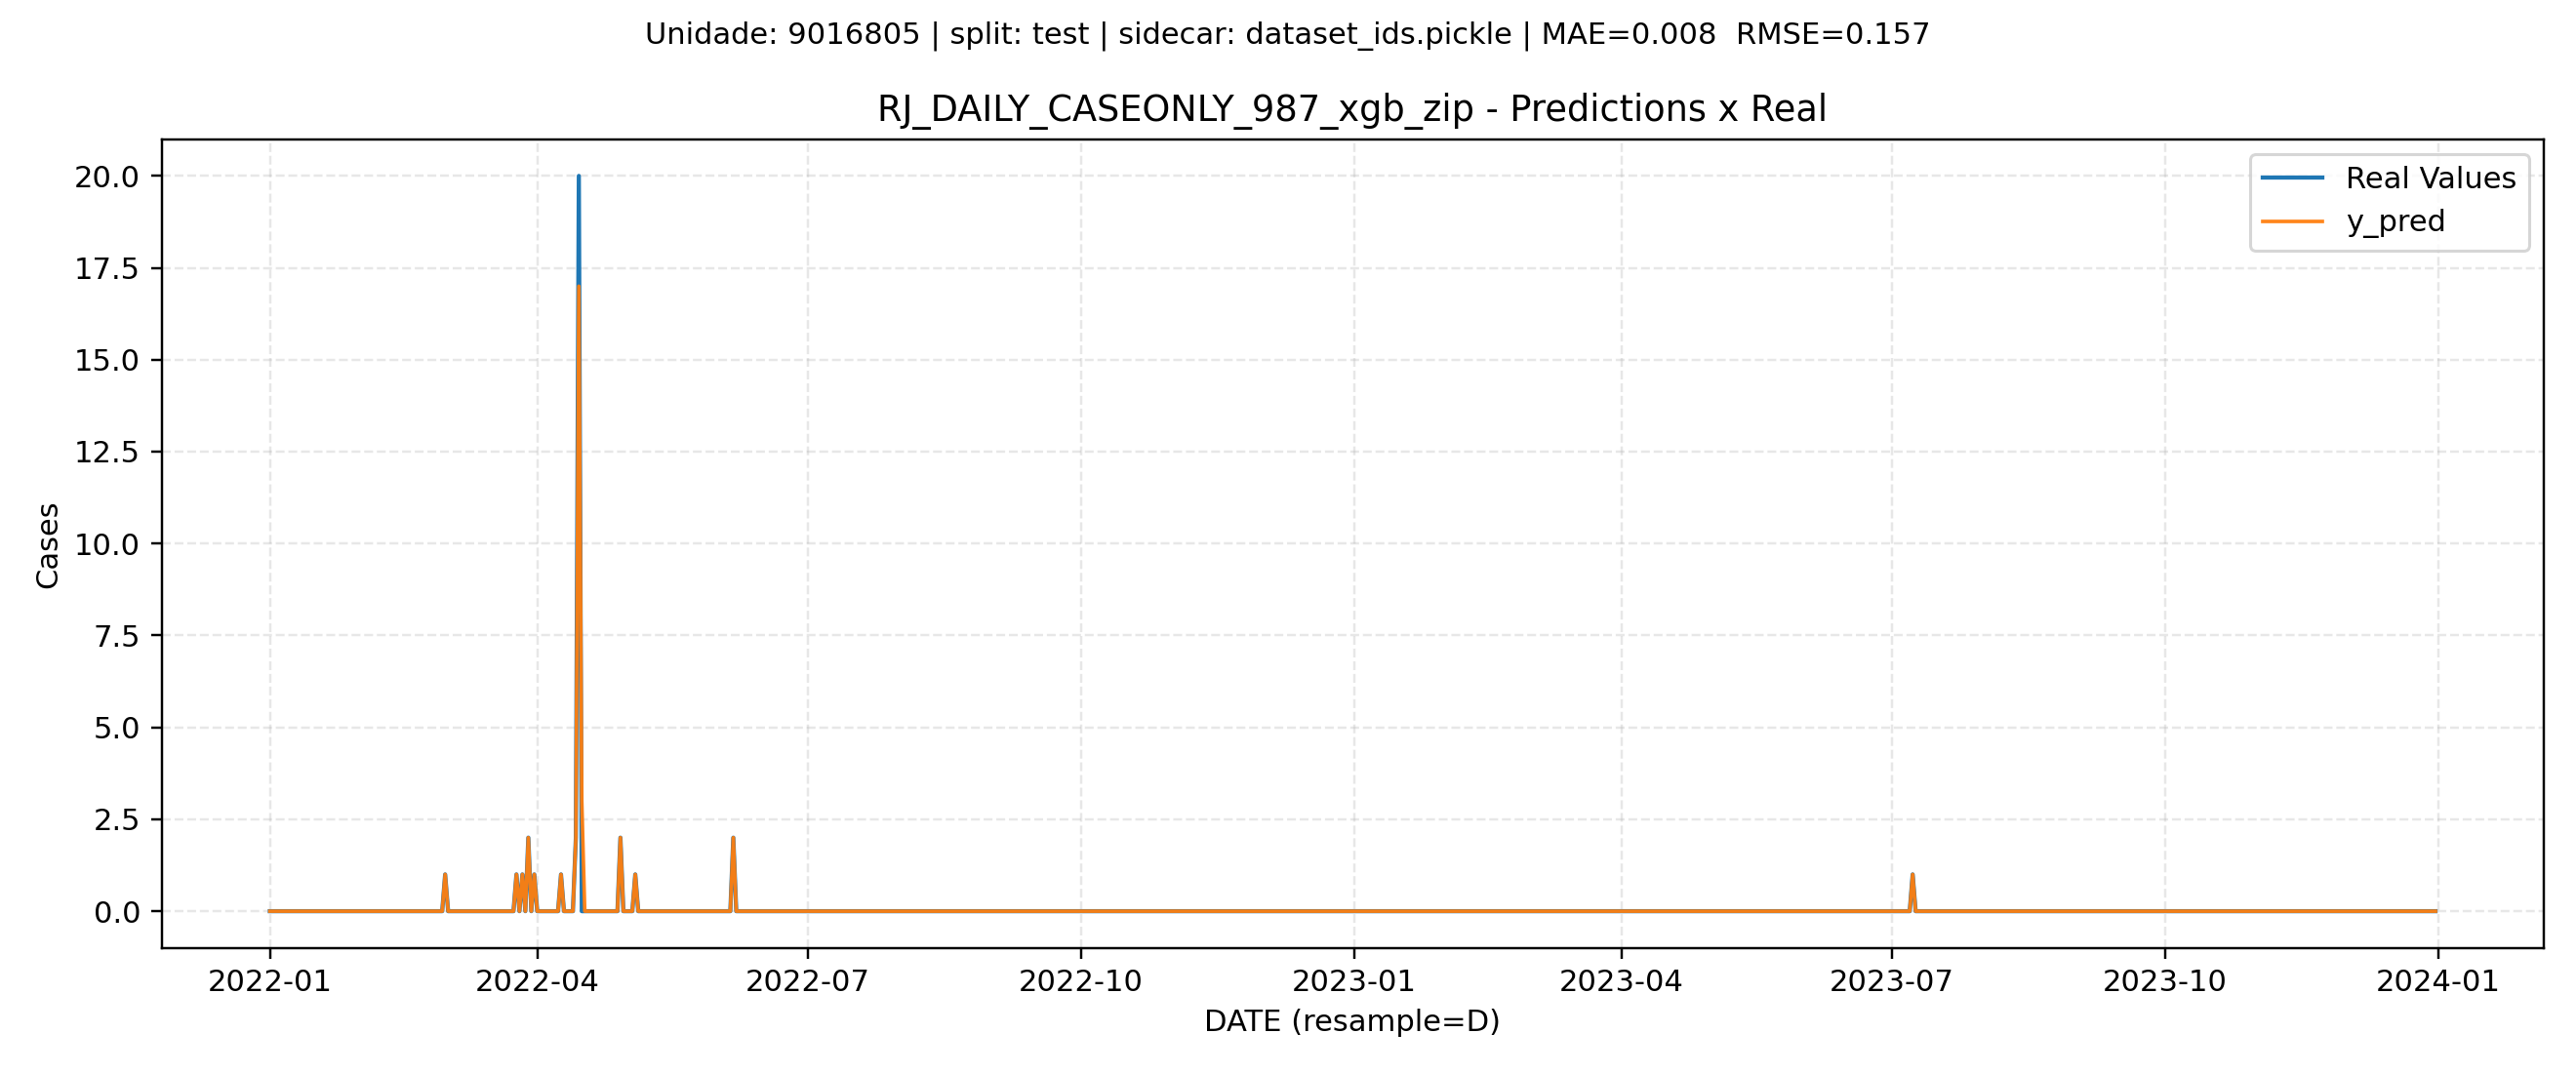 Unidade: 9016805 | split: test | sidecar: dataset_ids.pickle | MAE=0.008  RMSE=0.157
RJ_DAILY_CASEONLY_987_xgb_zip - Predictions x Real
Real Values
y_pred
20.0
17.5
15.0
12.5
10.0
7.5
5.0
2.5
0.0
Cases
2022-01 2022-04 2022-07 2022-10 2023-01 2023-04 2023-07 2023-10 2024-01
DATE (resample=D)